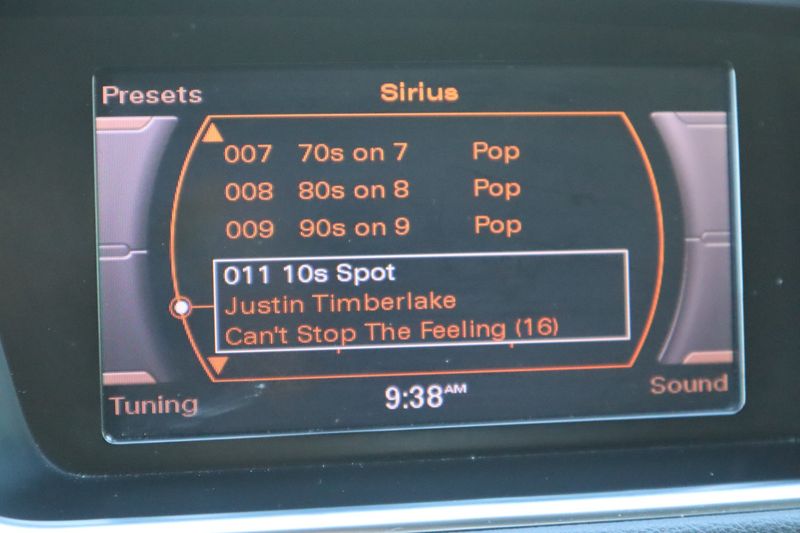 Presets Sirius
007 70s on 7 Pop
008 80s on 8 Pop
009 90s on 9 Pop
011 10s Spot
Justin Timberlake
Can't Stop The Feeling (16)
Tuning 9:38AM Sound